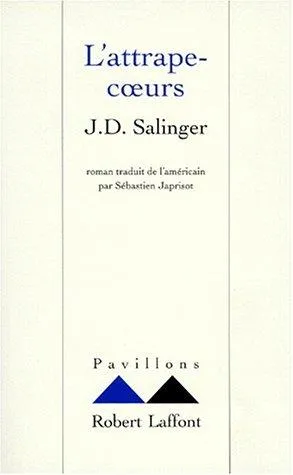 L'attrape-
cœurs
J.D. Salinger
roman traduit de l'américain
par Sébastien Japrisot
Pavillons
Robert Laffont